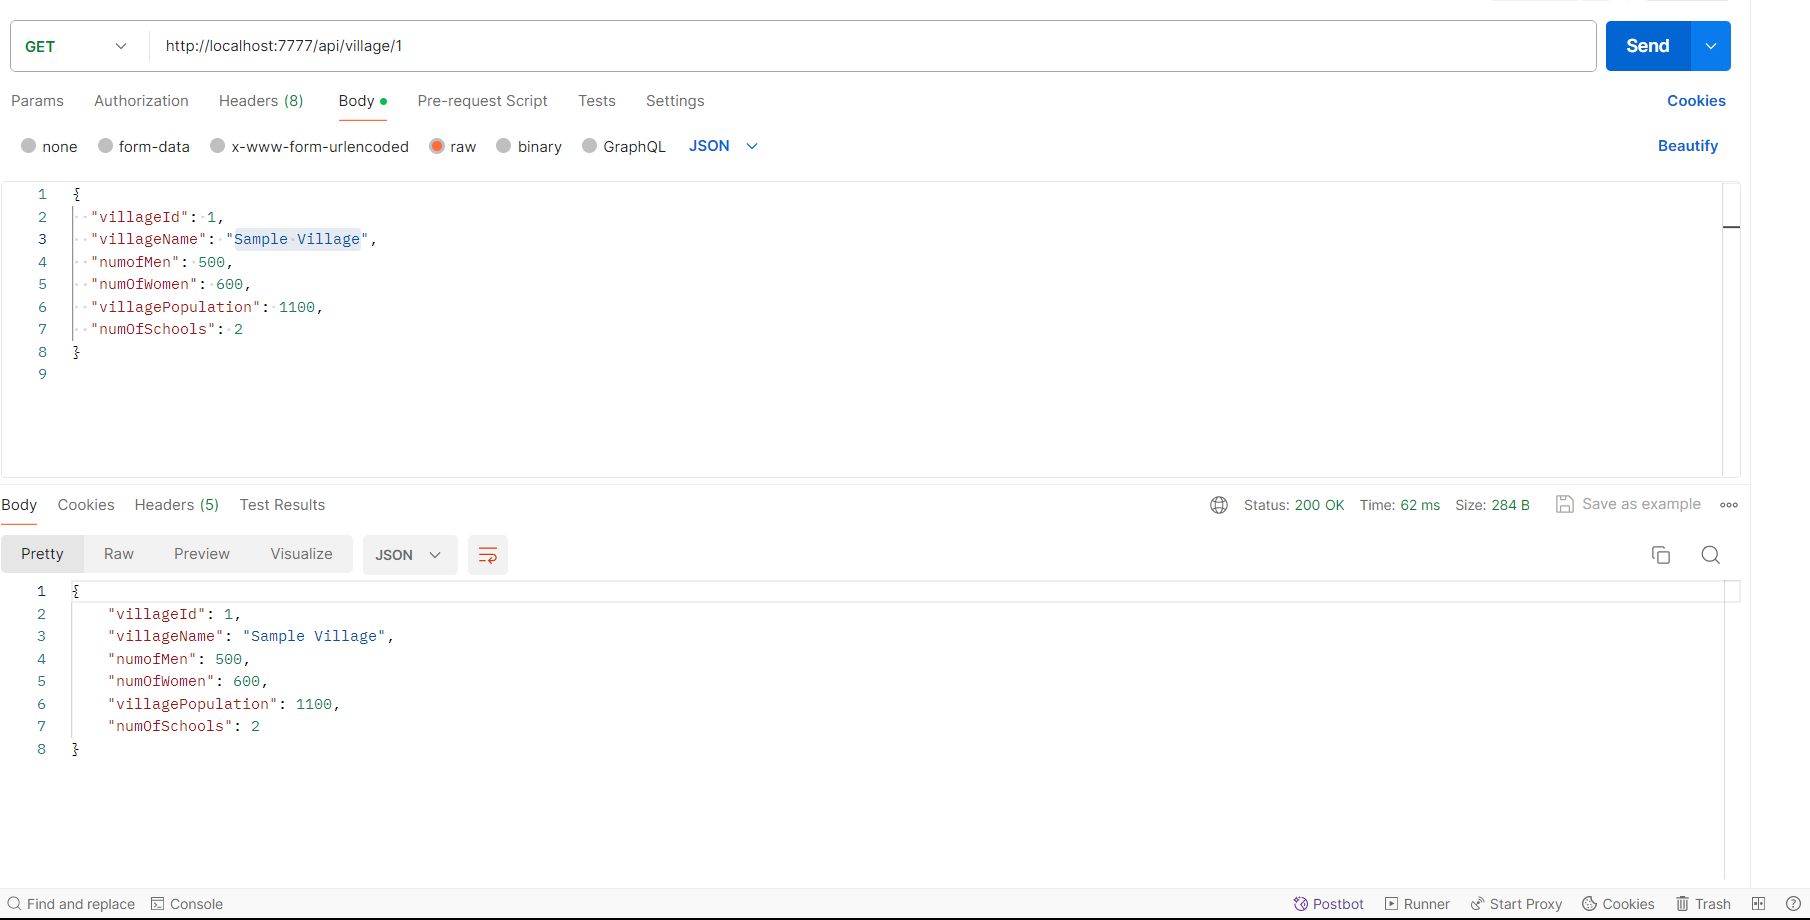 GET http://localhost:7777/api/village/1 Send
Params Authorization Headers (8) Body Pre-request Script Tests Settings Cookies
none form-data x-www-form-urlencoded raw binary GraphQL JSON Beautify
1 {
2 "villageId": 1,
3 "villageName": "Sample Village",
4 "numofMen": 500,
5 "numOfWomen": 600,
6 "villagePopulation": 1100,
7 "numOfSchools": 2
8 }
9
Body Cookies Headers (5) Test Results Status: 200 OK Time: 62 ms Size: 284 B Save as example
Pretty Raw Preview Visualize JSON
1 {
2 "villageId": 1,
3 "villageName": "Sample Village",
4 "numofMen": 500,
5 "numOfWomen": 600,
6 "villagePopulation": 1100,
7 "numOfSchools": 2
8 }
Find and replace Console Postbot Runner Start Proxy Cookies Trash